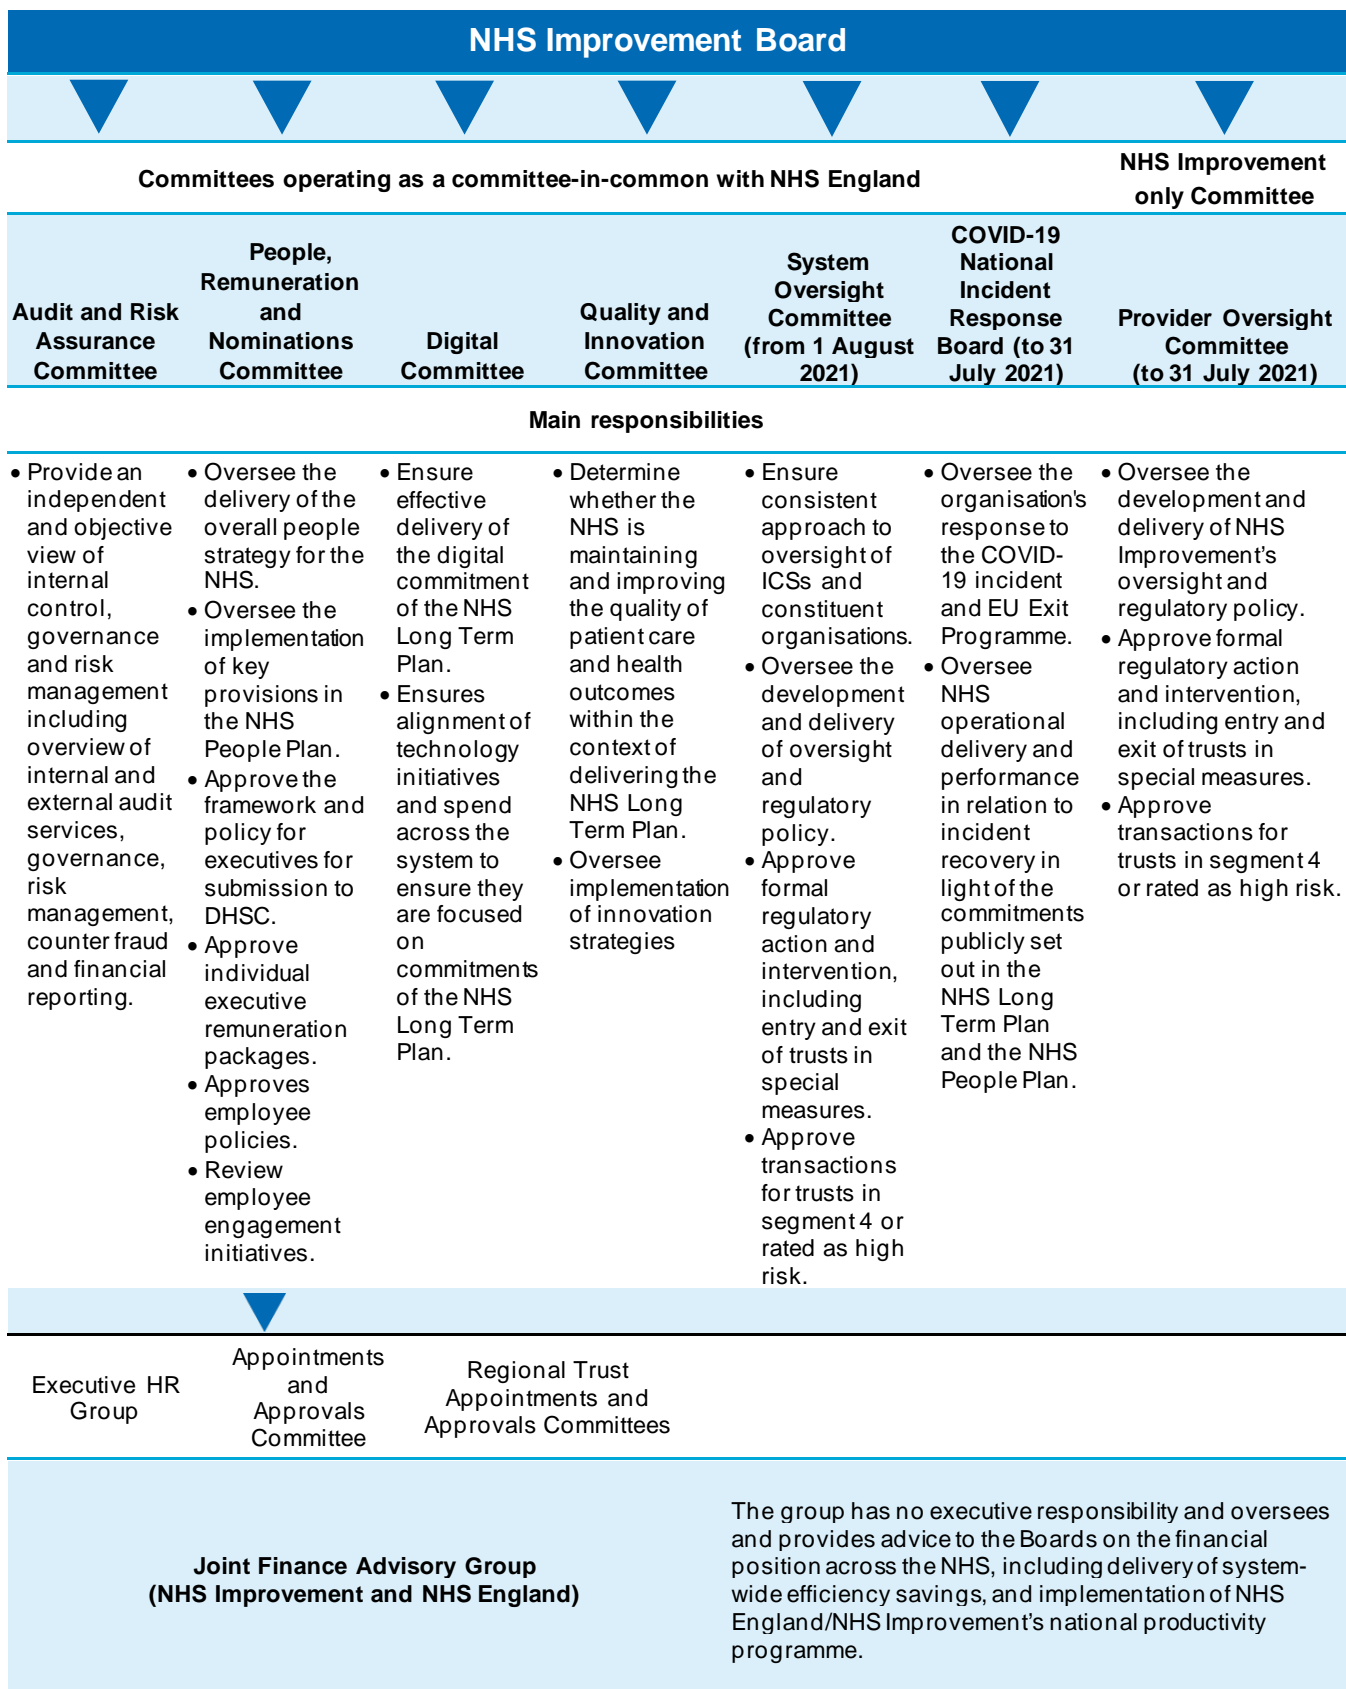 NHS Improvement Board
Committees operating as a committee-in-common with NHS England
NHS Improvement
only Committee
Audit and Risk
Assurance
Committee
People,
Remuneration
and
Nominations
Committee
Digital
Committee
Quality and
Innovation
Committee
System
Oversight
Committee
(from 1 August
2021)
COVID-19
National
Incident
Response
Board (to 31
July 2021)
Provider Oversight
Committee
(to 31 July 2021)
Main responsibilities
• Provide an
independent
and objective
view of
internal
control,
governance
and risk
management
including
overview of
internal and
external audit
services,
governance,
risk
management,
counter fraud
and financial
reporting.
• Oversee the
delivery of the
overall people
strategy for the
NHS.
• Oversee the
implementation
of key
provisions in
the NHS
People Plan.
• Approve the
framework and
policy for
executives for
submission to
DHSC.
• Approve
individual
executive
remuneration
packages.
• Approves
employee
policies.
• Review
employee
engagement
initiatives.
• Ensure
effective
delivery of
the digital
commitment
of the NHS
Long Term
Plan.
• Ensures
alignment of
technology
initiatives
and spend
across the
system to
ensure they
are focused
on
commitments
of the NHS
Long Term
Plan.
• Determine
whether the
NHS is
maintaining
and improving
the quality of
patient care
and health
outcomes
within the
context of
delivering the
NHS Long
Term Plan.
• Oversee
implementation
of innovation
strategies
• Ensure
consistent
approach to
oversight of
ICSs and
constituent
organisations.
• Oversee the
development
and delivery
of oversight
and
regulatory
policy.
• Approve
formal
regulatory
action and
intervention,
including
entry and exit
of trusts in
special
measures.
• Approve
transactions
for trusts in
segment 4 or
rated as high
risk.
• Oversee the
organisation's
response to
the COVID-
19 incident
and EU Exit
Programme.
• Oversee
NHS
operational
delivery and
performance
in relation to
incident
recovery in
light of the
commitments
publicly set
out in the
NHS Long
Term Plan
and the NHS
People Plan.
• Oversee the
development and
delivery of NHS
Improvement’s
oversight and
regulatory policy.
• Approve formal
regulatory action
and intervention,
including entry and
exit of trusts in
special measures.
• Approve
transactions for
trusts in segment 4
or rated as high risk.
Executive HR
Group
Appointments
and
Approvals
Committee
Regional Trust
Appointments and
Approvals Committees
Joint Finance Advisory Group
(NHS Improvement and NHS England)
The group has no executive responsibility and oversees
and provides advice to the Boards on the financial
position across the NHS, including delivery of system-
wide efficiency savings, and implementation of NHS
England/NHS Improvement’s national productivity
programme.